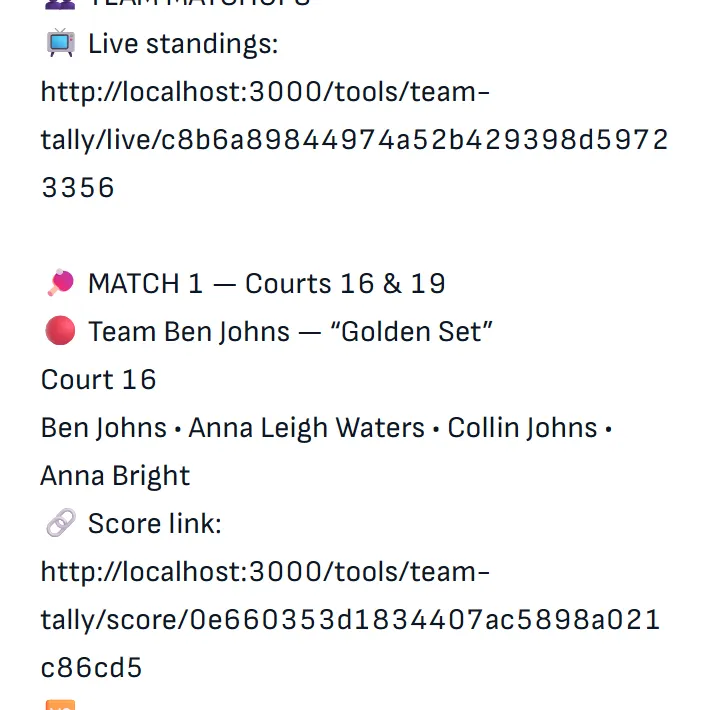 TEAM MATCHUPS
📺 Live standings:
http://localhost:3000/tools/team-
tally/live/c8b6a89844974a52b429398d5972
3356
🏓 MATCH 1 — Courts 16 & 19
🔴 Team Ben Johns — “Golden Set”
Court 16
Ben Johns • Anna Leigh Waters • Collin Johns •
Anna Bright
🔗 Score link:
http://localhost:3000/tools/team-
tally/score/0e660353d1834407ac5898a021
c86cd5